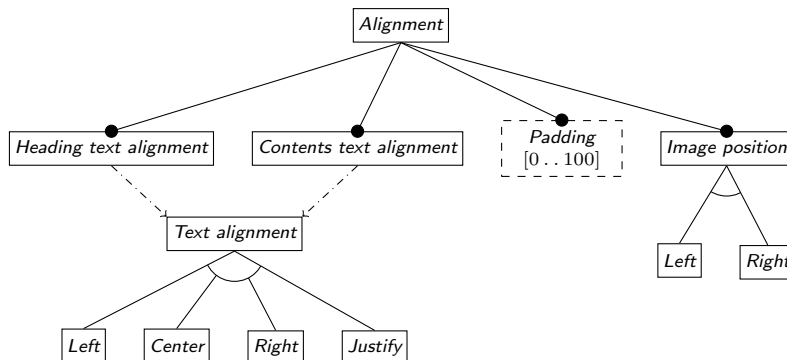 Alignment
Heading text alignment
Contents text alignment
Padding
[0 . . 100]
Image position
Text alignment
Left
Right
Left
Center
Right
Justify